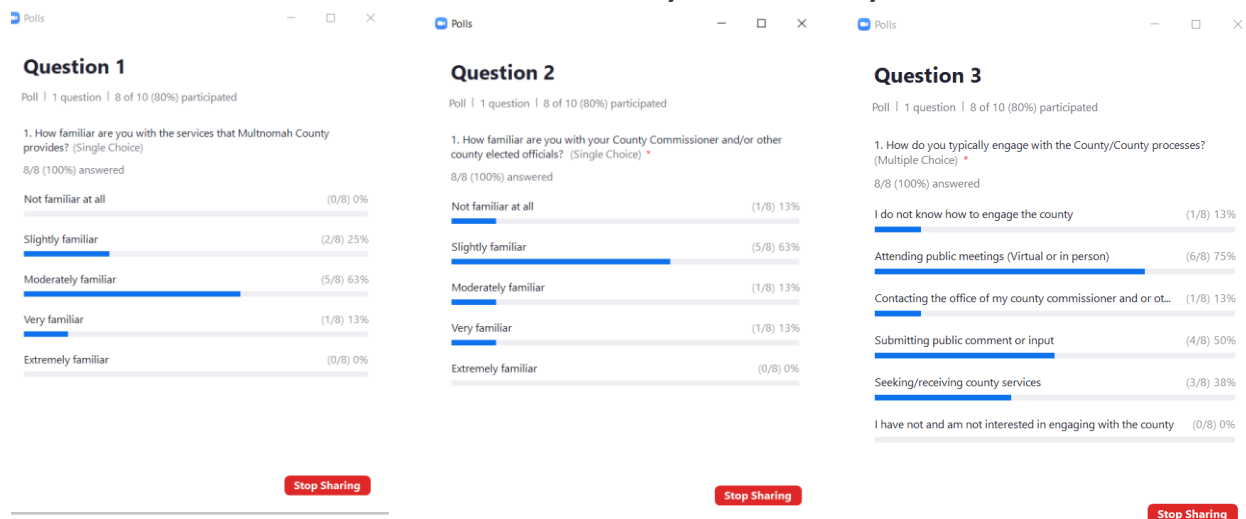 Polls
Question 1
Poll | 1 question | 8 of 10 (80%) participated
1. How familiar are you with the services that Multnomah County
provides? (Single Choice)
8/8 (100%) answered
Not familiar at all (0/8) 0%
Slightly familiar (2/8) 25%
Moderately familiar (5/8) 63%
Very familiar (1/8) 13%
Extremely familiar (0/8) 0%
Stop Sharing
Polls
Question 2
Poll | 1 question | 8 of 10 (80%) participated
1. How familiar are you with your County Commissioner and/or other
county elected officials? (Single Choice) *
8/8 (100%) answered
Not familiar at all (1/8) 13%
Slightly familiar (5/8) 63%
Moderately familiar (1/8) 13%
Very familiar (1/8) 13%
Extremely familiar (0/8) 0%
Stop Sharing
Polls
Question 3
Poll | 1 question | 8 of 10 (80%) participated
1. How do you typically engage with the County/County processes?
(Multiple Choice) *
8/8 (100%) answered
I do not know how to engage the county (1/8) 13%
Attending public meetings (Virtual or in person) (6/8) 75%
Contacting the office of my county commissioner and or ot... (1/8) 13%
Submitting public comment or input (4/8) 50%
Seeking/receiving county services (3/8) 38%
I have not and am not interested in engaging with the county (0/8) 0%
Stop Sharing